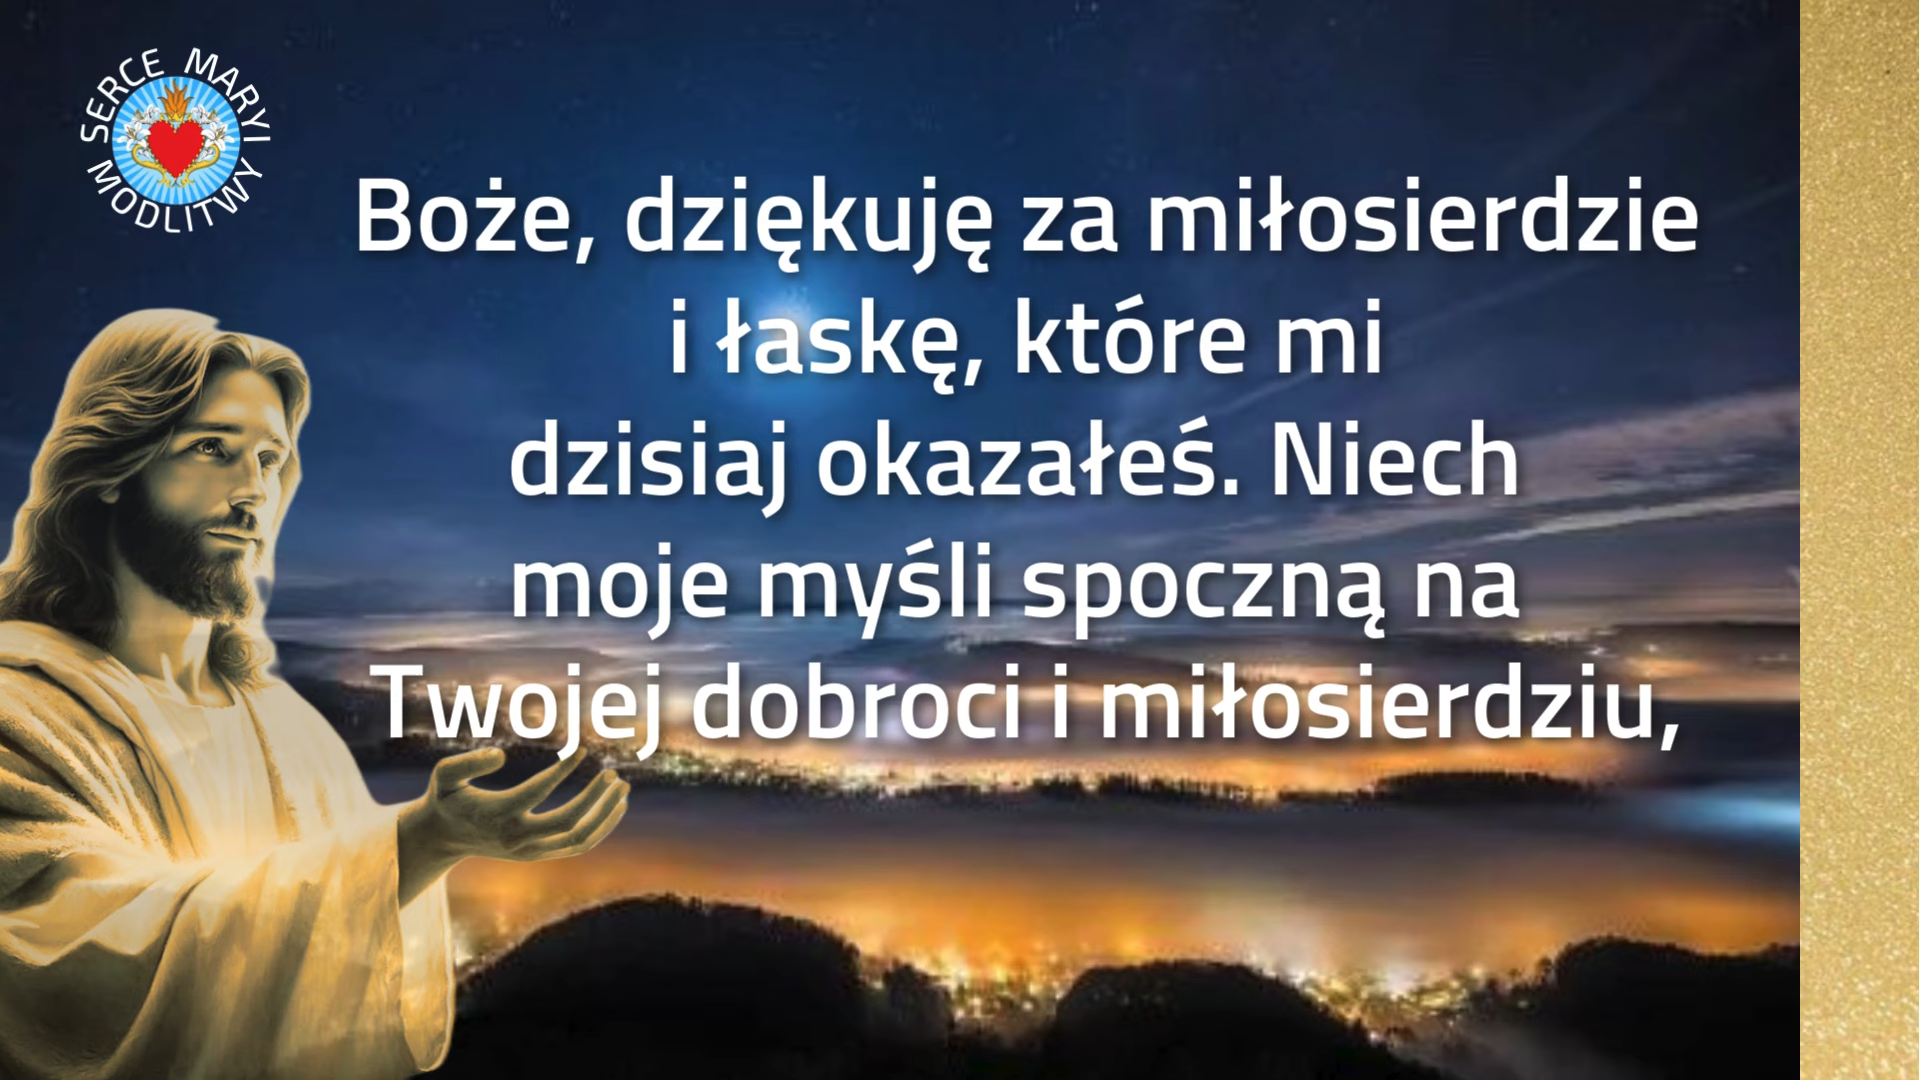 SERCE MARYI
MODLITWY
Boże, dziękuję za miłosierdzie
i łaskę, które mi
dzisiaj okazałeś. Niech
moje myśli spoczną na
Twojej dobroci i miłosierdziu,